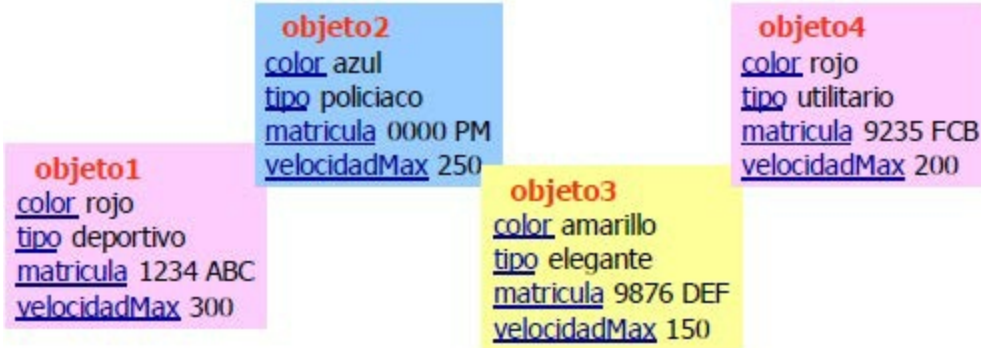 objeto1
color rojo
tipo deportivo
matricula 1234 ABC
velocidadMax 300
objeto2
color azul
tipo policiaco
matricula 0000 PM
velocidadMax 250
objeto3
color amarillo
tipo elegante
matricula 9876 DEF
velocidadMax 150
objeto4
color rojo
tipo utilitario
matricula 9235 FCB
velocidadMax 200